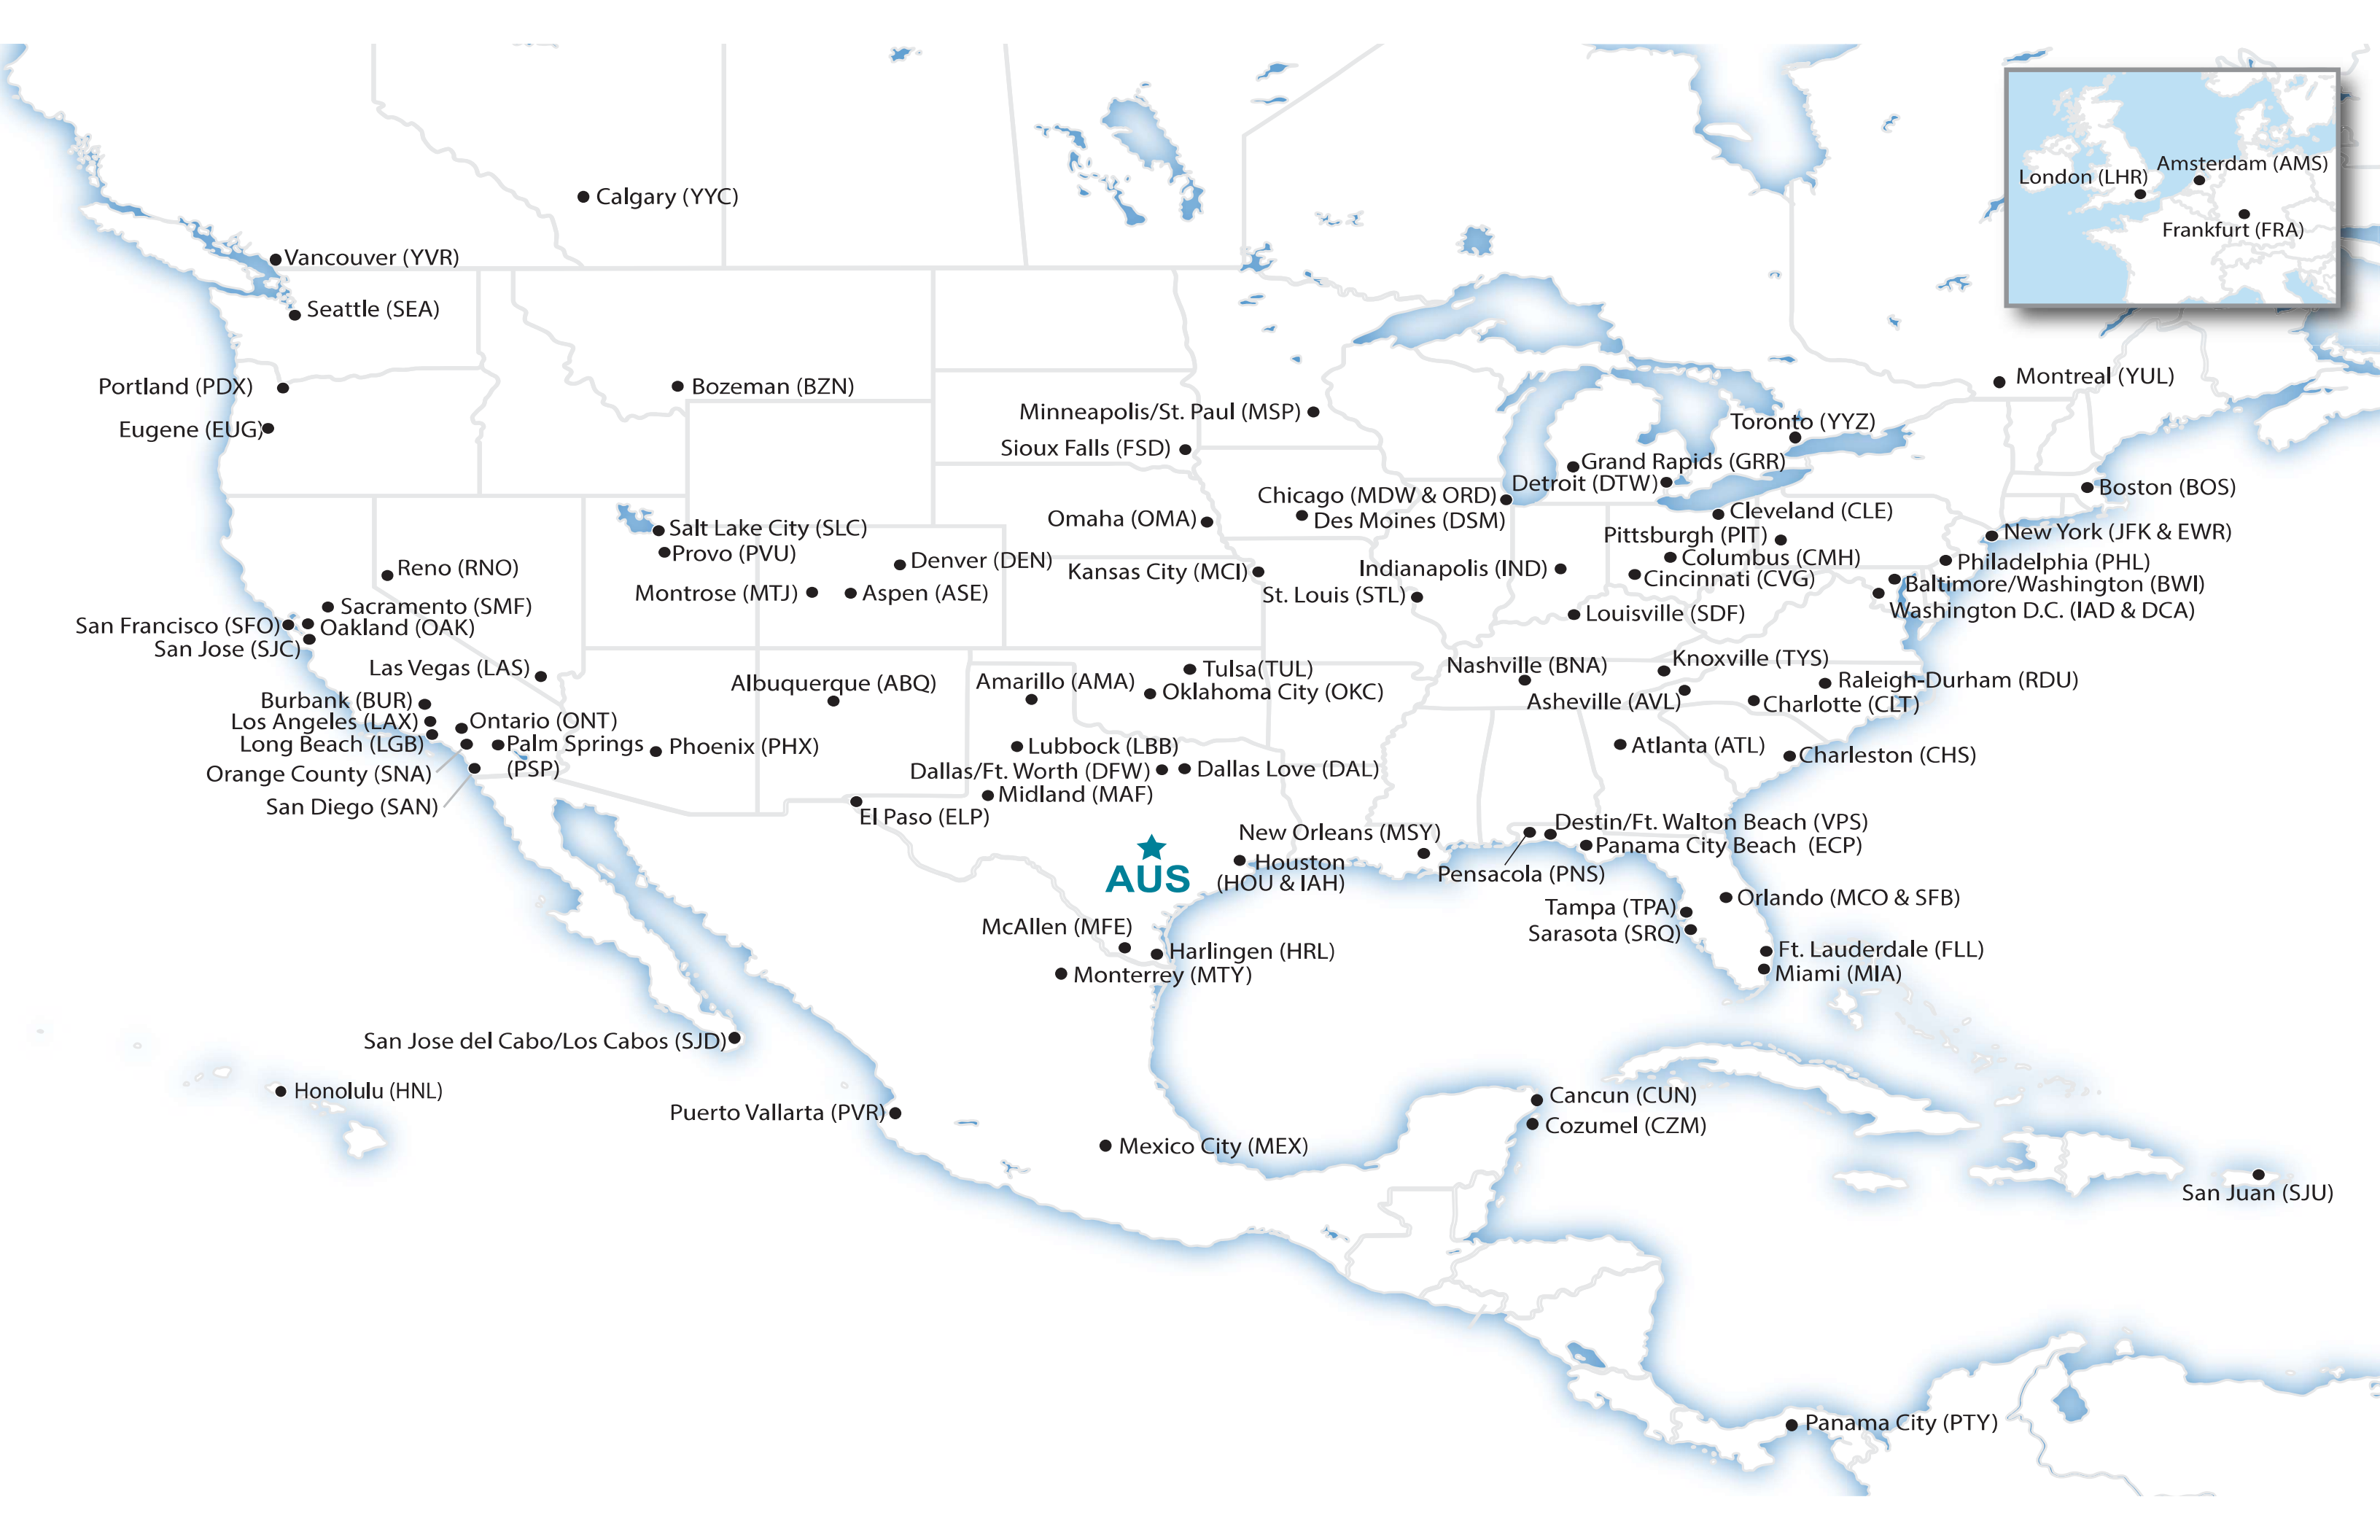 Calgary (YYC)
Vancouver (YVR)
Seattle (SEA)
Portland (PDX)
Eugene (EUG)
Bozeman (BZN)
Minneapolis/St. Paul (MSP)
Sioux Falls (FSD)
London (LHR)
Amsterdam (AMS)
Frankfurt (FRA)
Montreal (YUL)
Toronto (YYZ)
Grand Rapids (GRR)
Detroit (DTW)
Chicago (MDW & ORD)
Des Moines (DSM)
Omaha (OMA)
Boston (BOS)
Cleveland (CLE)
Pittsburgh (PIT)
New York (JFK & EWR)
Columbus (CMH)
Philadelphia (PHL)
Cincinnati (CVG)
Baltimore/Washington (BWI)
Washington D.C. (IAD & DCA)
Indianapolis (IND)
Louisville (SDF)
St. Louis (STL)
Kansas City (MCI)
Salt Lake City (SLC)
Provo (PVU)
Denver (DEN)
Montrose (MTJ)
Aspen (ASE)
Reno (RNO)
Sacramento (SMF)
San Francisco (SFO)
Oakland (OAK)
San Jose (SJC)
Las Vegas (LAS)
Burbank (BUR)
Los Angeles (LAX)
Ontario (ONT)
Long Beach (LGB)
Palm Springs
(PSP)
Orange County (SNA)
San Diego (SAN)
Phoenix (PHX)
Albuquerque (ABQ)
Amarillo (AMA)
Tulsa(TUL)
Oklahoma City (OKC)
Lubbock (LBB)
Dallas/Ft. Worth (DFW)
Dallas Love (DAL)
Midland (MAF)
El Paso (ELP)
AUS
Nashville (BNA)
Knoxville (TYS)
Asheville (AVL)
Raleigh-Durham (RDU)
Charlotte (CLT)
Atlanta (ATL)
Charleston (CHS)
New Orleans (MSY)
Houston
(HOU & IAH)
Destin/Ft. Walton Beach (VPS)
Panama City Beach (ECP)
Pensacola (PNS)
Orlando (MCO & SFB)
Tampa (TPA)
Sarasota (SRQ)
Ft. Lauderdale (FLL)
Miami (MIA)
McAllen (MFE)
Harlingen (HRL)
Monterrey (MTY)
San Jose del Cabo/Los Cabos (SJD)
Honolulu (HNL)
Puerto Vallarta (PVR)
Mexico City (MEX)
Cancun (CUN)
Cozumel (CZM)
San Juan (SJU)
Panama City (PTY)